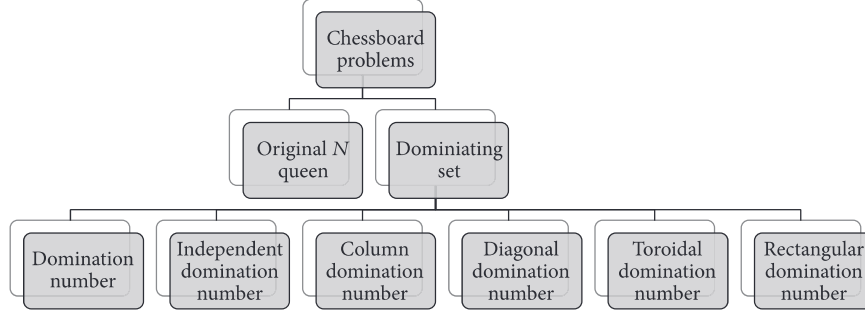 Chessboard
problems
Original N
queen
Dominiating
set
Domination
number
Independent
domination
number
Column
domination
number
Diagonal
domination
number
Toroidal
domination
number
Rectangular
domination
number